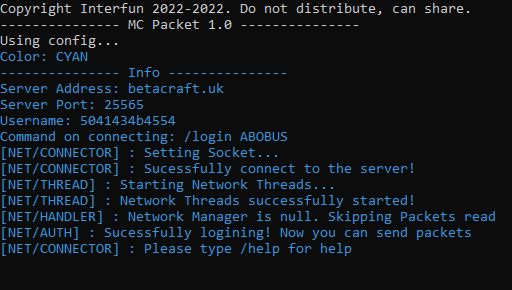 Copyright Interfun 2022-2022. Do not distribute, can share.
--------------- MC Packet 1.0 ---------------
Using config...
Color: CYAN
--------------- Info ---------------
Server Address: betacraft.uk
Server Port: 25565
Username: 5041434b4554
Command on connecting: /login ABOBUS
[NET/CONNECTOR] : Setting Socket...
[NET/CONNECTOR] : Sucessfully connect to the server!
[NET/THREAD] : Starting Network Threads...
[NET/THREAD] : Network Threads successfully started!
[NET/HANDLER] : Network Manager is null. Skipping Packets read
[NET/AUTH] : Sucessfully logining! Now you can send packets
[NET/CONNECTOR] : Please type /help for help